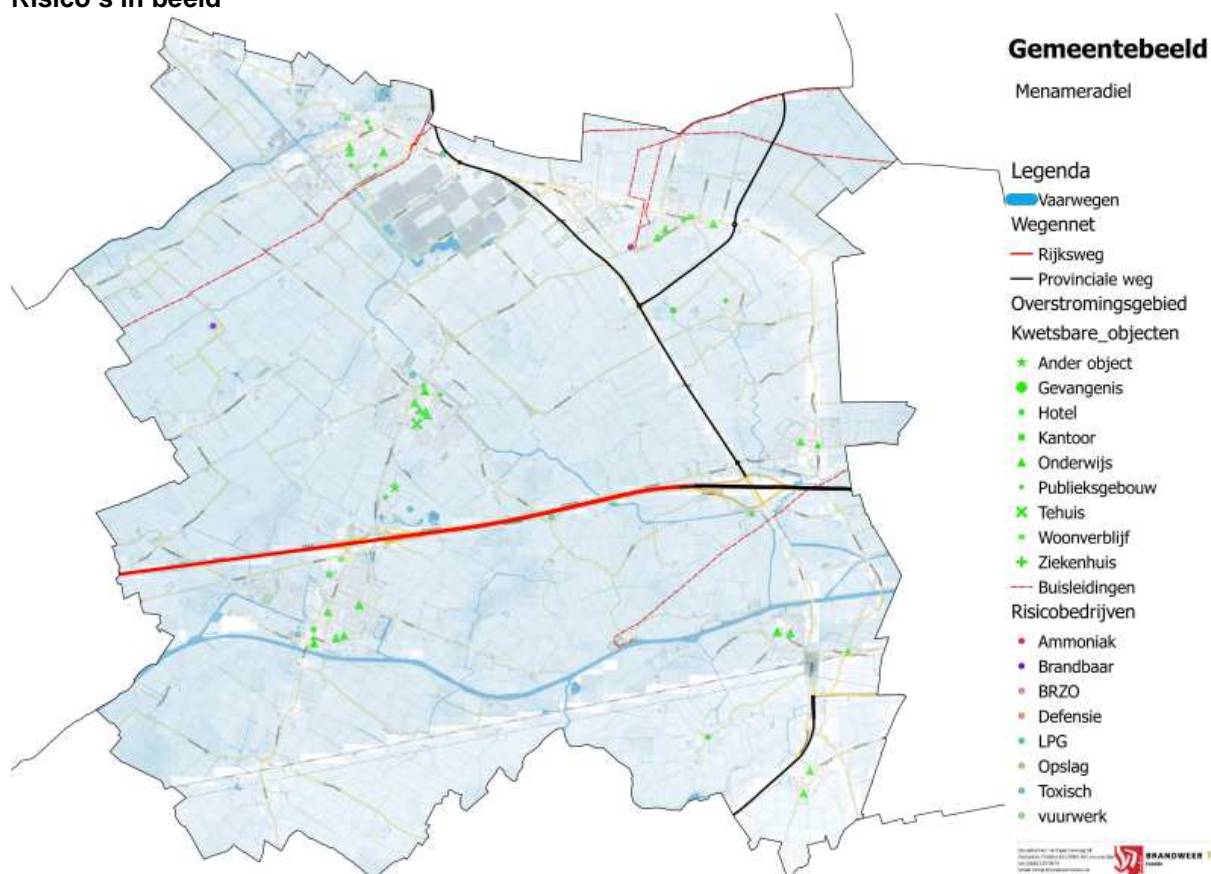 Risico's in beeld
Gemeentebeeld
Menameradiel
Legenda
Vaarwegen
Wegennet
Rijksweg
Provinciale weg
Overstromingsgebied
Kwetsbare_objecten
Ander object
Gevangenis
Hotel
Kantoor
Onderwijs
Publieksgebouw
Tehuis
Woonverblijf
Ziekenhuis
Buisleidingen
Risicobedrijven
Ammoniak
Brandbaar
BRZO
Defensie
LPG
Opslag
Toxisch
vuurwerk
BRANDWEER